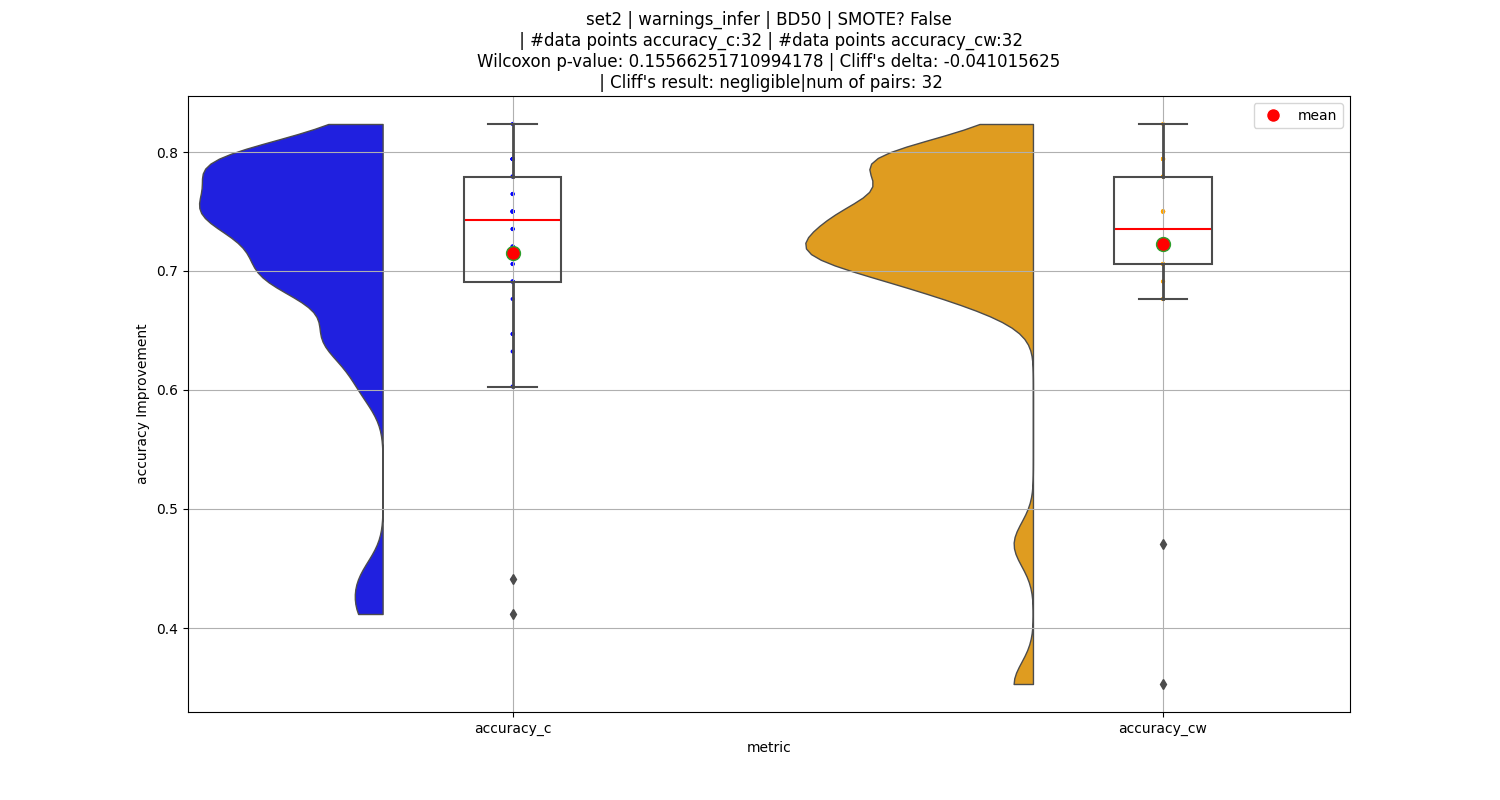 set2 | warnings_infer | BD50 | SMOTE? False
| #data points accuracy_c:32 | #data points accuracy_cw:32
Wilcoxon p-value: 0.15566251710994178 | Cliff's delta: -0.041015625
| Cliff's result: negligible|num of pairs: 32
mean
0.8
0.7
0.6
0.5
0.4
accuracy Improvement
accuracy_c
accuracy_cw
metric